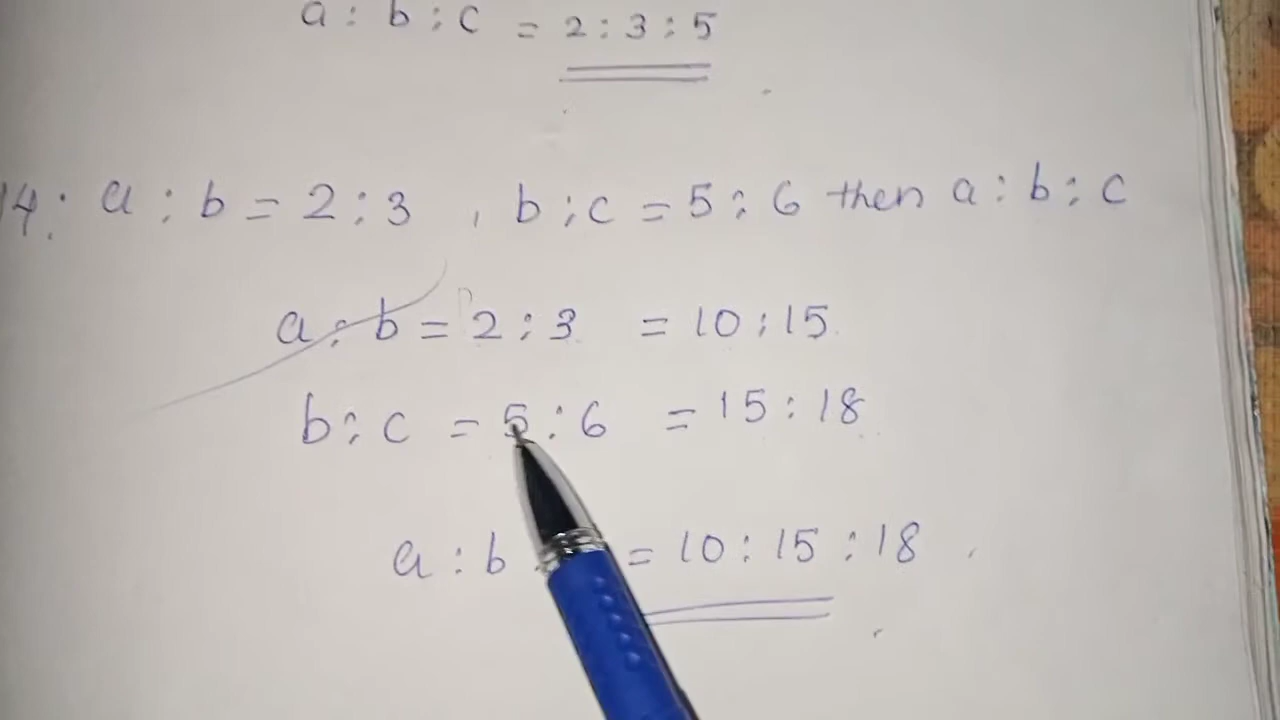 a : b : c = 2 : 3 : 5
14. a : b = 2 : 3 , b : c = 5 : 6 then a : b : c
a : b = 2 : 3 = 10 : 15
b : c = 5 : 6 = 15 : 18
a : b : = 10 : 15 : 18